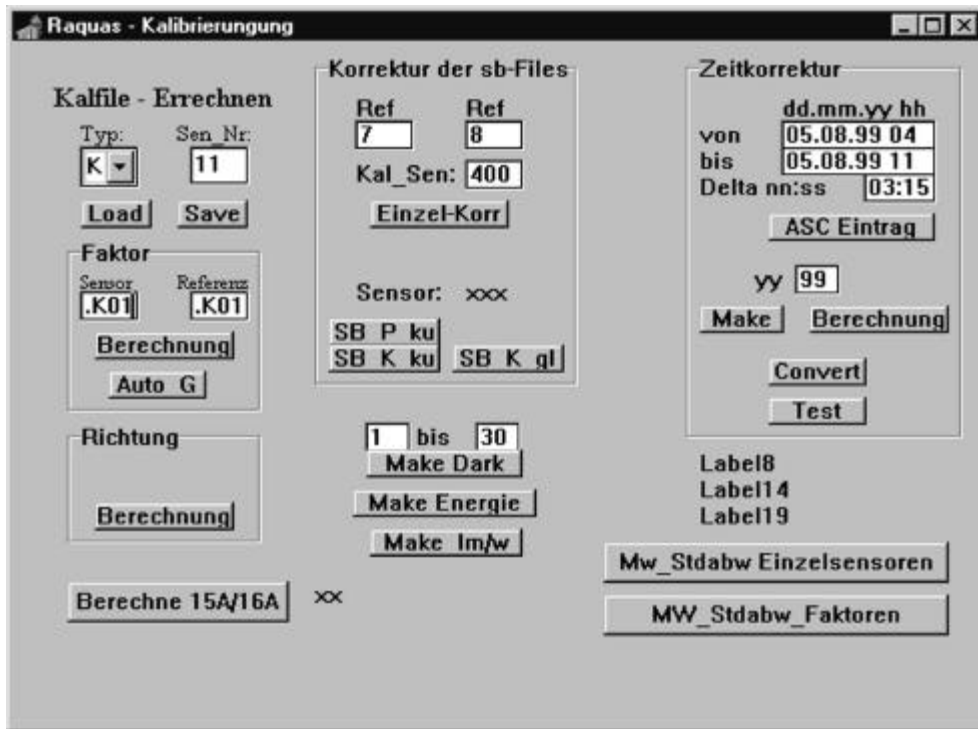 Raquas - Kalibrierungung
Kalfile - Errechnen
Typ: Sen_Nr:
K 11
Load Save
Faktor
Sensor Referenz
.K01 .K01
Berechnung
Auto G
Richtung
Berechnung
Berechne 15A/16A xx
Korrektur der sb-Files
Ref Ref
7 8
Kal_Sen: 400
Einzel-Korr
Sensor: xxx
SB P ku
SB K ku SB K gl
1 bis 30
Make Dark
Make Energie
Make lm/w
Zeitkorrektur
dd.mm.yy hh
von 05.08.99 04
bis 05.08.99 11
Delta nn:ss 03:15
ASC Eintrag
yy 99
Make Berechnung
Convert
Test
Label8
Label14
Label19
Mw_Stdabw Einzelsensoren
MW_Stdabw_Faktoren